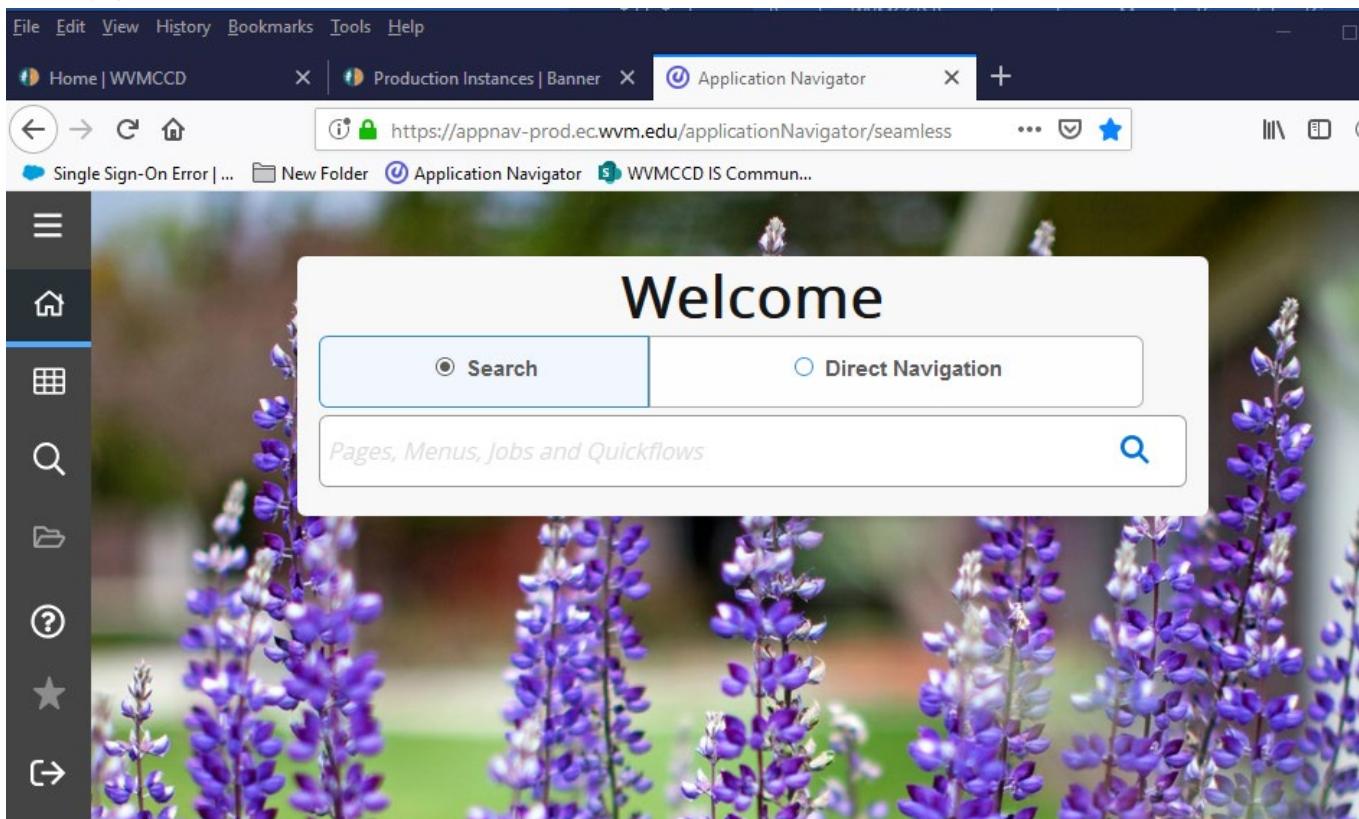 File Edit View History Bookmarks Tools Help
Home | WVMCCD Production Instances | Banner Application Navigator
https://appnav-prod.ec.wvm.edu/applicationNavigator/seamless
Single Sign-On Error | ... New Folder Application Navigator WVMCCD IS Commun...
Welcome
Search Direct Navigation
Pages, Menus, Jobs and Quickflows